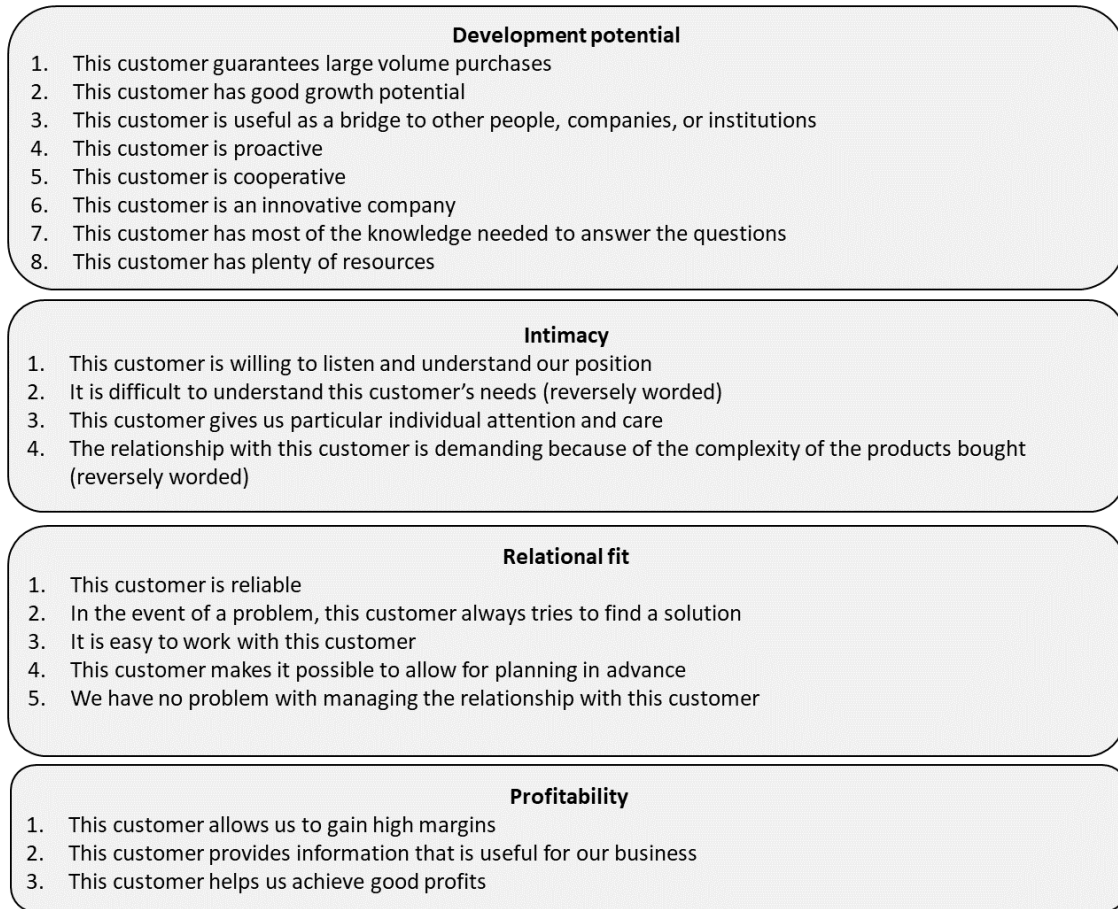 Development potential
1. This customer guarantees large volume purchases
2. This customer has good growth potential
3. This customer is useful as a bridge to other people, companies, or institutions
4. This customer is proactive
5. This customer is cooperative
6. This customer is an innovative company
7. This customer has most of the knowledge needed to answer the questions
8. This customer has plenty of resources
Intimacy
1. This customer is willing to listen and understand our position
2. It is difficult to understand this customer’s needs (reversely worded)
3. This customer gives us particular individual attention and care
4. The relationship with this customer is demanding because of the complexity of the products bought
(reversely worded)
Relational fit
1. This customer is reliable
2. In the event of a problem, this customer always tries to find a solution
3. It is easy to work with this customer
4. This customer makes it possible to allow for planning in advance
5. We have no problem with managing the relationship with this customer
Profitability
1. This customer allows us to gain high margins
2. This customer provides information that is useful for our business
3. This customer helps us achieve good profits